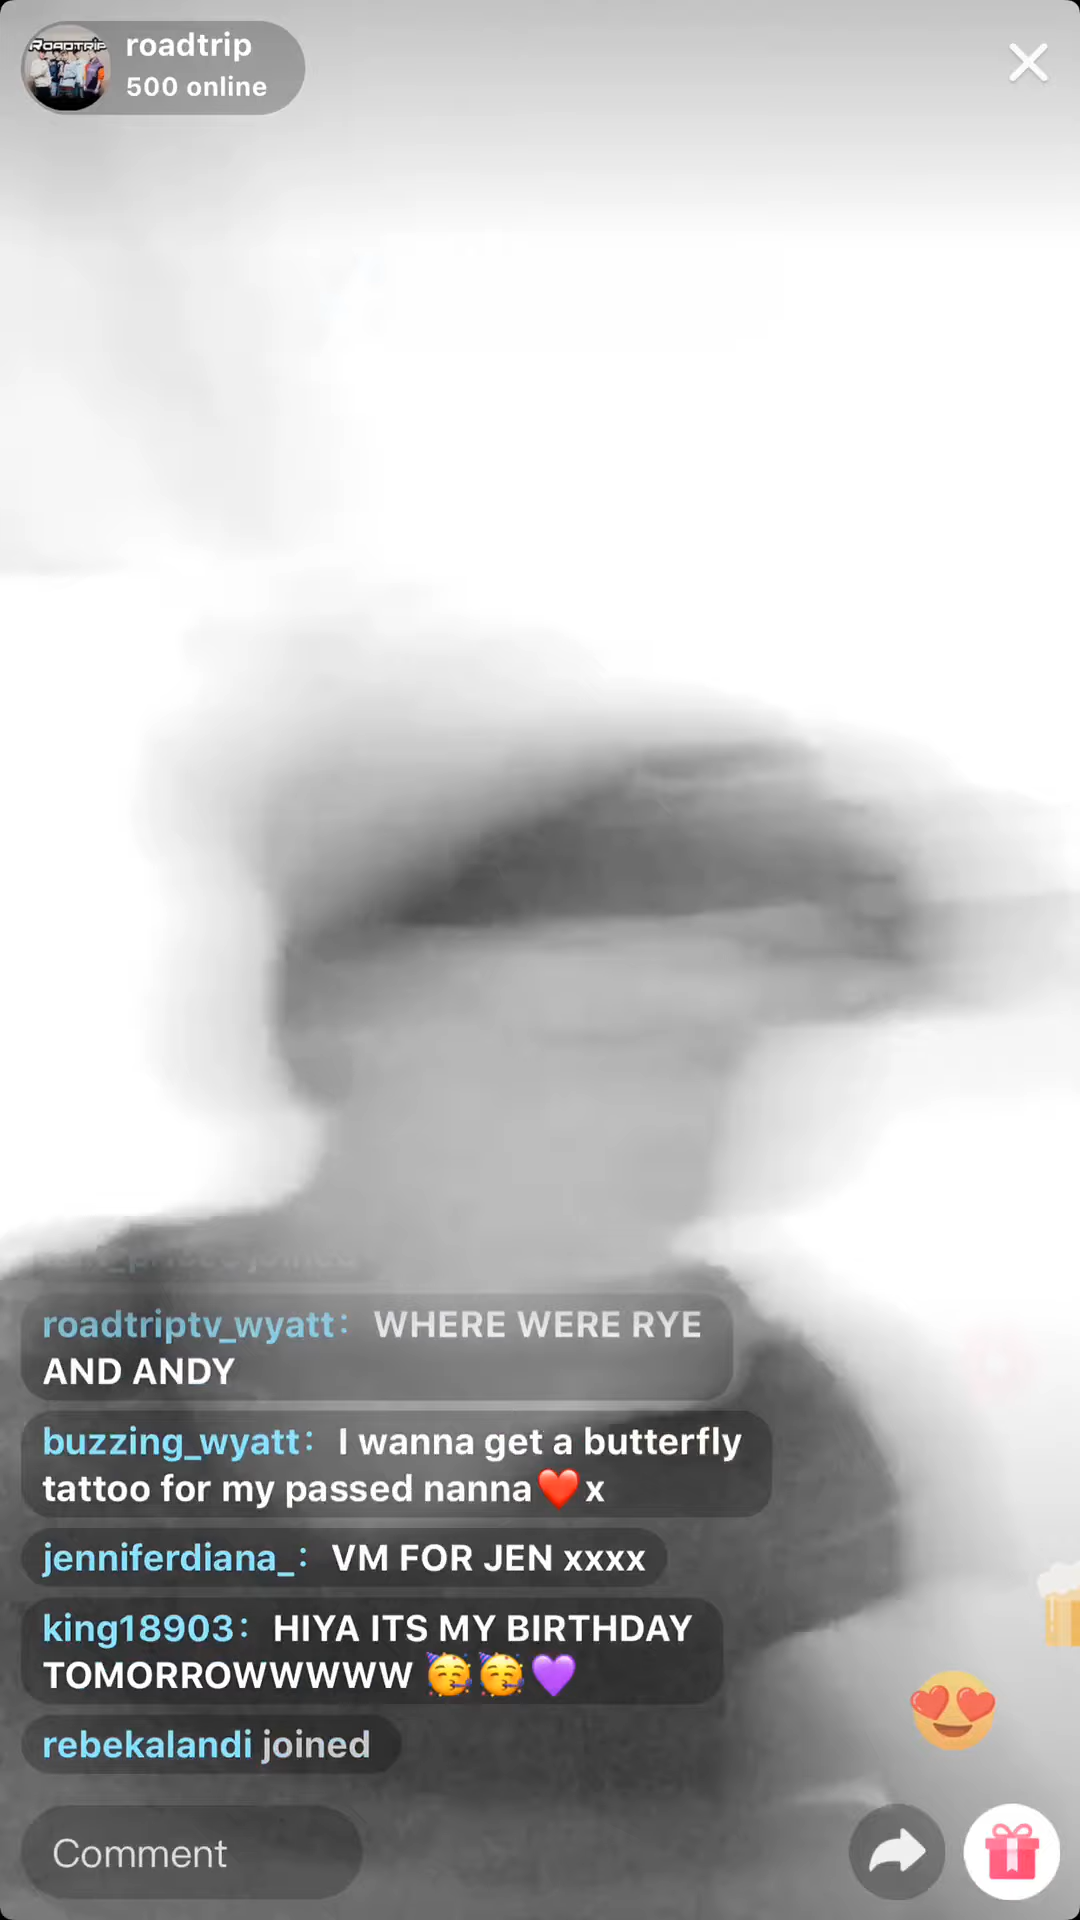 ROADTRIP
roadtrip
500 online
roadtriptv_wyatt: WHERE WERE RYE
AND ANDY
buzzing_wyatt: I wanna get a butterfly
tattoo for my passed nanna❤️x
jenniferdiana_: VM FOR JEN xxxx
king18903: HIYA ITS MY BIRTHDAY
TOMORROWWWWW 🥳🥳💜
rebekalandi joined
Comment